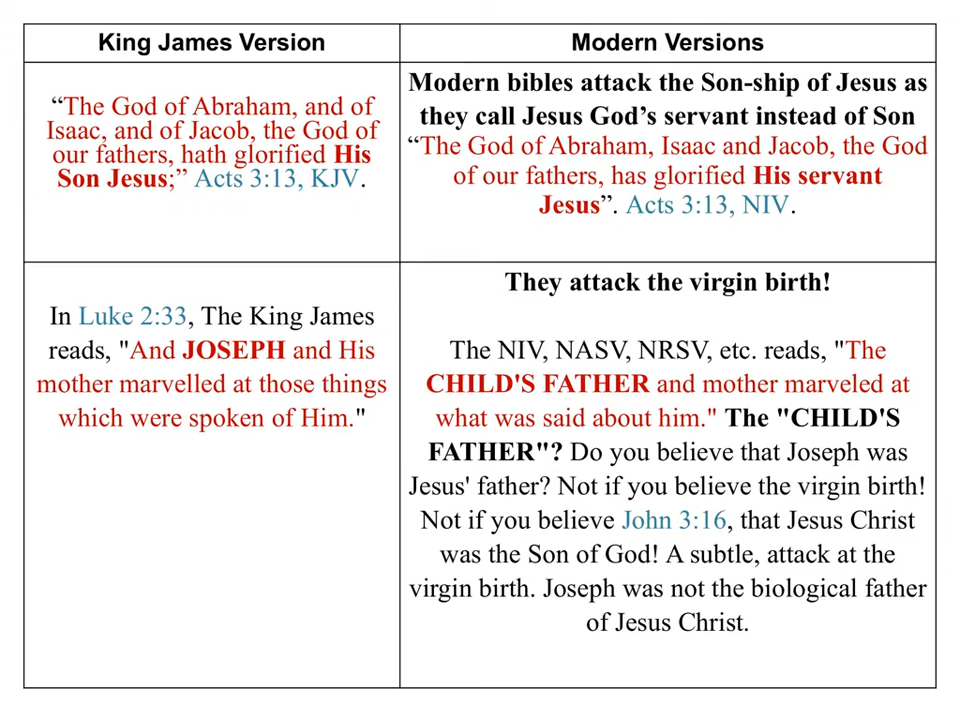 King James Version
Modern Versions
“The God of Abraham, and of
Isaac, and of Jacob, the God of
our fathers, hath glorified His
Son Jesus;” Acts 3:13, KJV.
Modern bibles attack the Son-ship of Jesus as
they call Jesus God’s servant instead of Son
“The God of Abraham, Isaac and Jacob, the God
of our fathers, has glorified His servant
Jesus”. Acts 3:13, NIV.
In Luke 2:33, The King James
reads, "And JOSEPH and His
mother marvelled at those things
which were spoken of Him."
They attack the virgin birth!
The NIV, NASV, NRSV, etc. reads, "The
CHILD'S FATHER and mother marveled at
what was said about him." The "CHILD'S
FATHER"? Do you believe that Joseph was
Jesus' father? Not if you believe the virgin birth!
Not if you believe John 3:16, that Jesus Christ
was the Son of God! A subtle, attack at the
virgin birth. Joseph was not the biological father
of Jesus Christ.